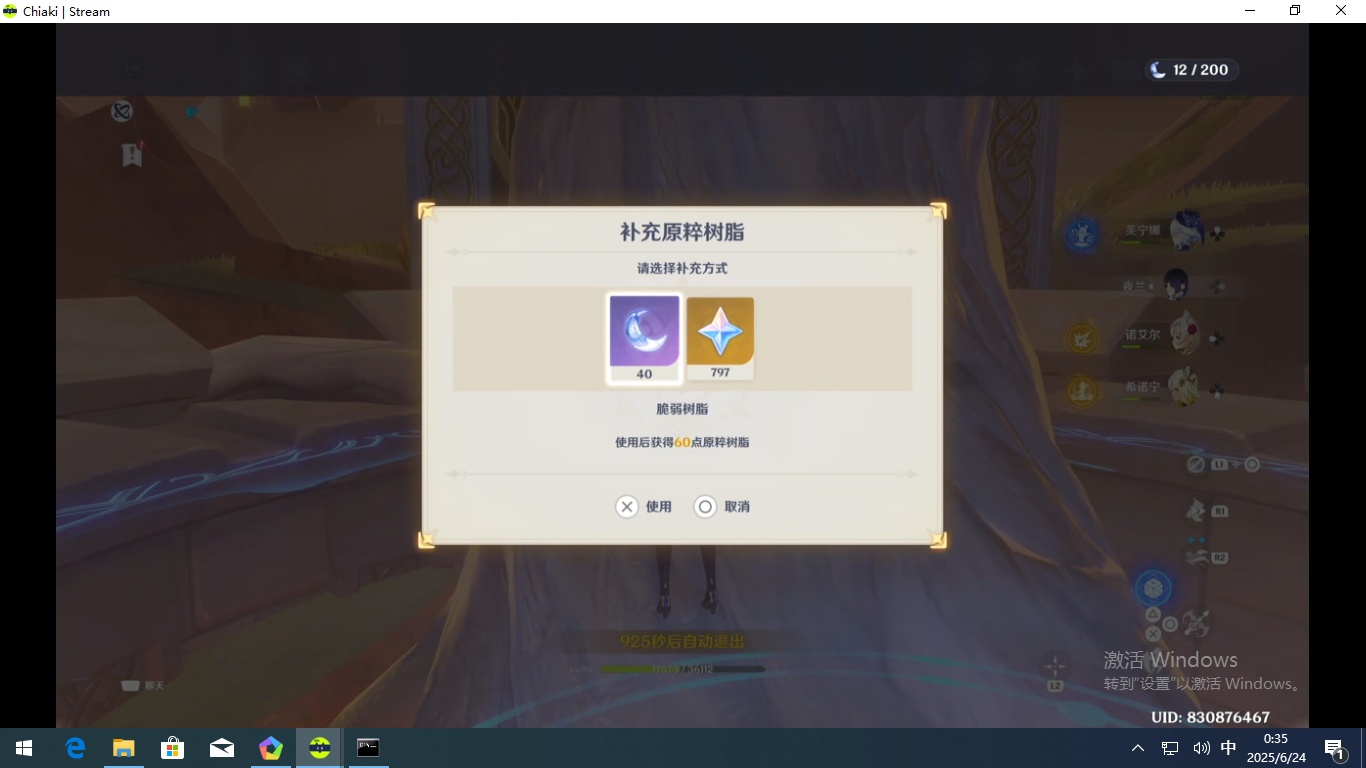 Chiaki | Stream
12 / 200
补充原粹树脂
请选择补充方式
40
797
脆弱树脂
使用后获得60点原粹树脂
使用
取消
芙宁娜
夜兰
诺艾尔
希诺宁
L1 +
R1
R2
L2
925秒后自动退出
17573 / 36112
聊天
激活 Windows
转到“设置”以激活 Windows。
UID: 830876467
中
0:35
2025/6/24
1